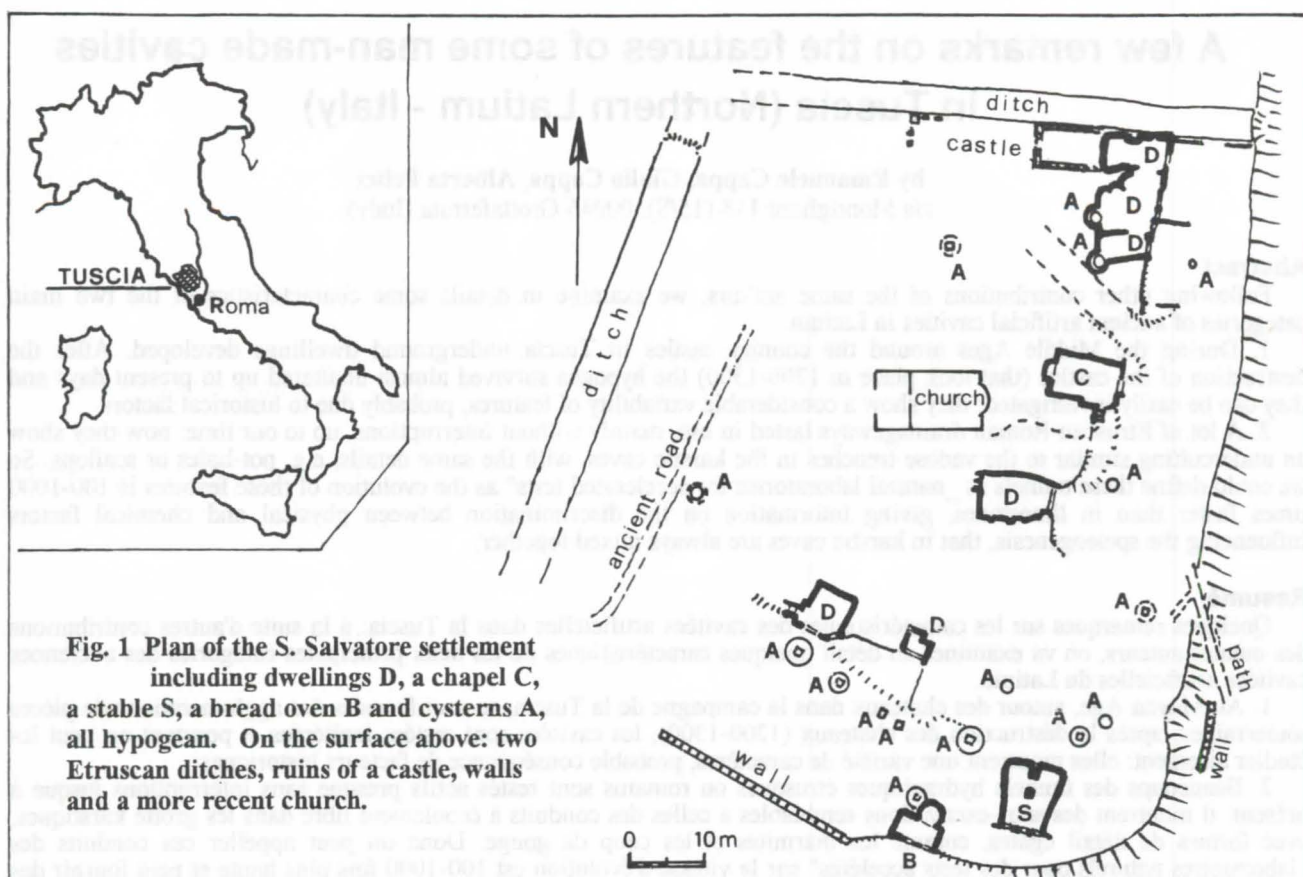 TUSCIA
Roma
N
ditch
castle
D
D
A
A
D
A
A
ditch
ancient road
A
church
C
D
A
D
D
A
A
A
A
A
A
path
wall
wall
A
S
B
0 10m
Fig. 1 Plan of the S. Salvatore settlement
including dwellings D, a chapel C,
a stable S, a bread oven B and cysterns A,
all hypogean. On the surface above: two
Etruscan ditches, ruins of a castle, walls
and a more recent church.